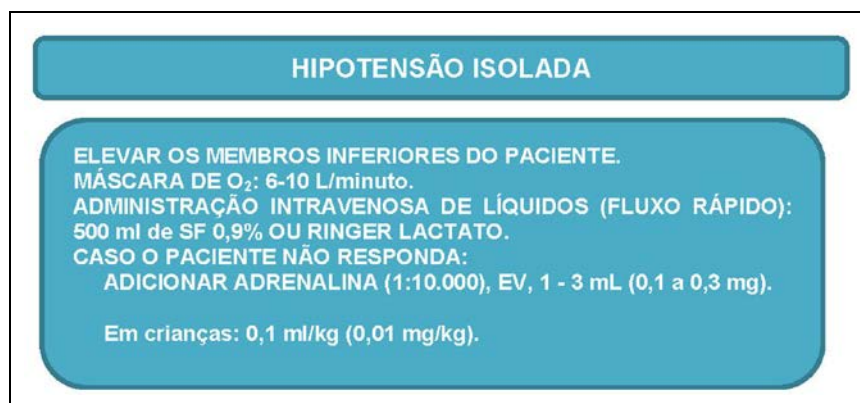 HIPOTENSÃO ISOLADA
ELEVAR OS MEMBROS INFERIORES DO PACIENTE.
MÁSCARA DE O₂: 6-10 L/minuto.
ADMINISTRAÇÃO INTRAVENOSA DE LÍQUIDOS (FLUXO RÁPIDO):
500 ml de SF 0,9% OU RINGER LACTATO.
CASO O PACIENTE NÃO RESPONDA:
ADICIONAR ADRENALINA (1:10.000), EV, 1 - 3 mL (0,1 a 0,3 mg).
Em crianças: 0,1 ml/kg (0,01 mg/kg).